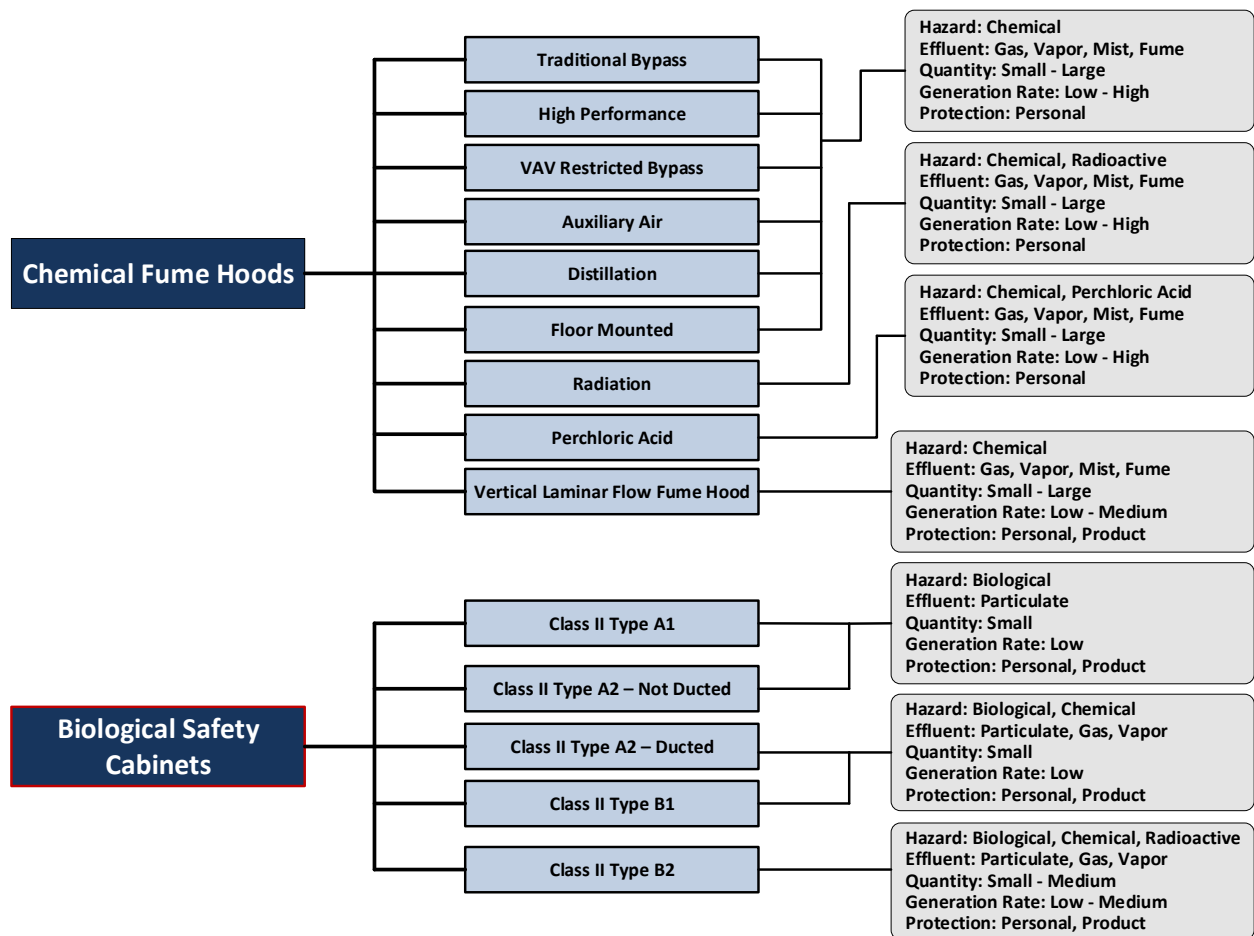 Chemical Fume Hoods
Traditional Bypass
High Performance
VAV Restricted Bypass
Auxiliary Air
Distillation
Floor Mounted
Radiation
Perchloric Acid
Vertical Laminar Flow Fume Hood
Hazard: Chemical
Effluent: Gas, Vapor, Mist, Fume
Quantity: Small - Large
Generation Rate: Low - High
Protection: Personal
Hazard: Chemical, Radioactive
Effluent: Gas, Vapor, Mist, Fume
Quantity: Small - Large
Generation Rate: Low - High
Protection: Personal
Hazard: Chemical, Perchloric Acid
Effluent: Gas, Vapor, Mist, Fume
Quantity: Small - Large
Generation Rate: Low - High
Protection: Personal
Hazard: Chemical
Effluent: Gas, Vapor, Mist, Fume
Quantity: Small - Large
Generation Rate: Low - Medium
Protection: Personal, Product
Biological Safety
Cabinets
Class II Type A1
Class II Type A2 – Not Ducted
Class II Type A2 – Ducted
Class II Type B1
Class II Type B2
Hazard: Biological
Effluent: Particulate
Quantity: Small
Generation Rate: Low
Protection: Personal, Product
Hazard: Biological, Chemical
Effluent: Particulate, Gas, Vapor
Quantity: Small
Generation Rate: Low
Protection: Personal, Product
Hazard: Biological, Chemical, Radioactive
Effluent: Particulate, Gas, Vapor
Quantity: Small - Medium
Generation Rate: Low - Medium
Protection: Personal, Product